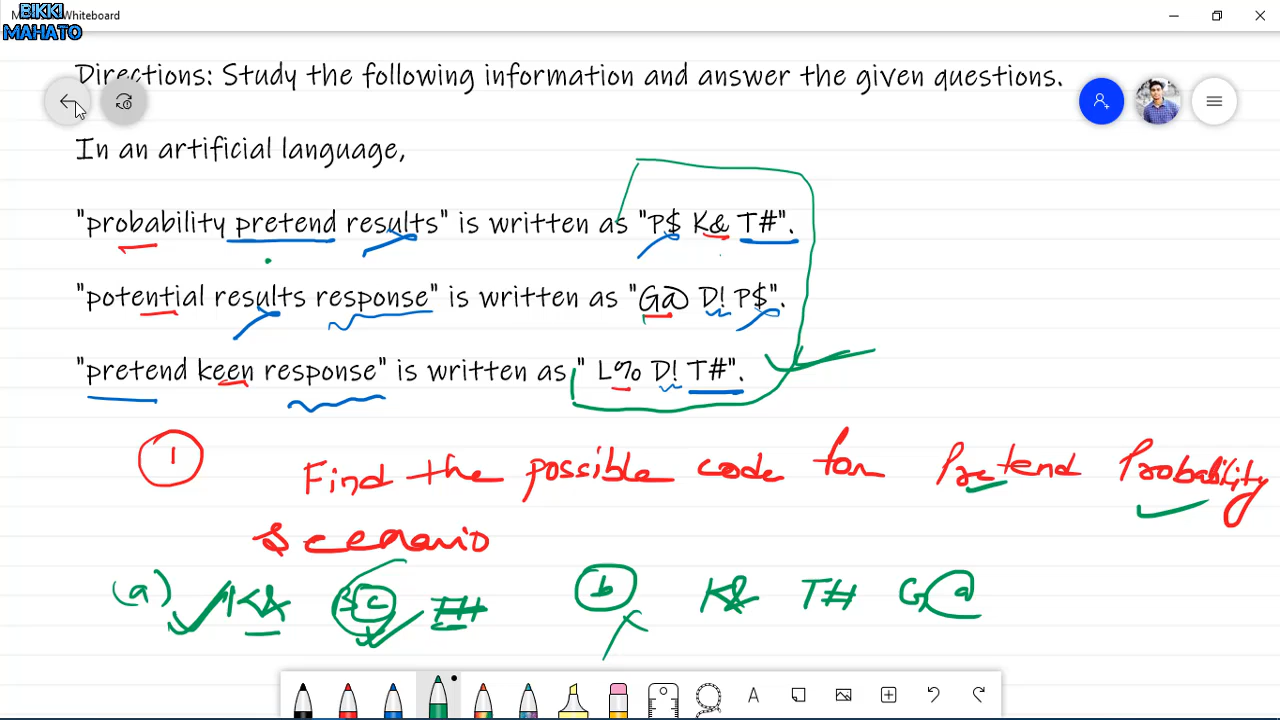 BIKKI
MAHATO
Whiteboard
Directions: Study the following information and answer the given questions.
In an artificial language,
"probability pretend results" is written as "P$ K& T#".
"potential results response" is written as "G@ D! P$".
"pretend keen response" is written as " L% D! T#".
1 Find the possible code for Pretend Probability
Scenario
(a) K& T#
(b) K& T# G@